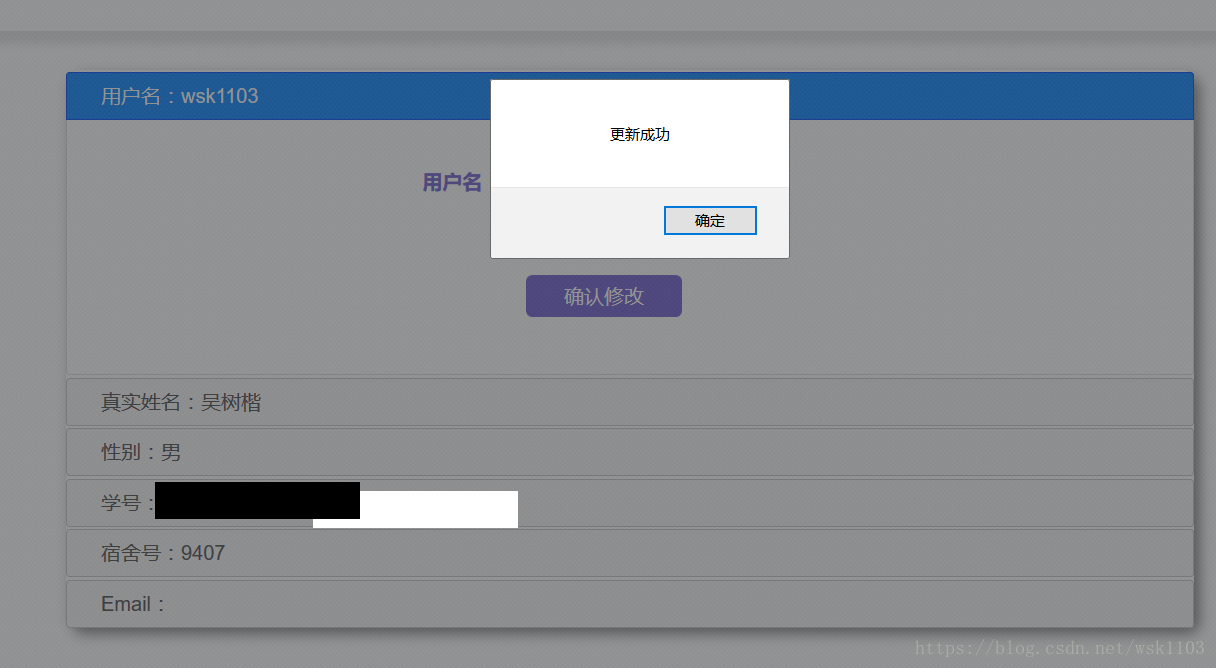 用户名：wsk1103
更新成功
用户名
确定
确认修改
真实姓名：吴树楷
性别：男
学号：
宿舍号：9407
Email：
https://blog.csdn.net/wsk1103